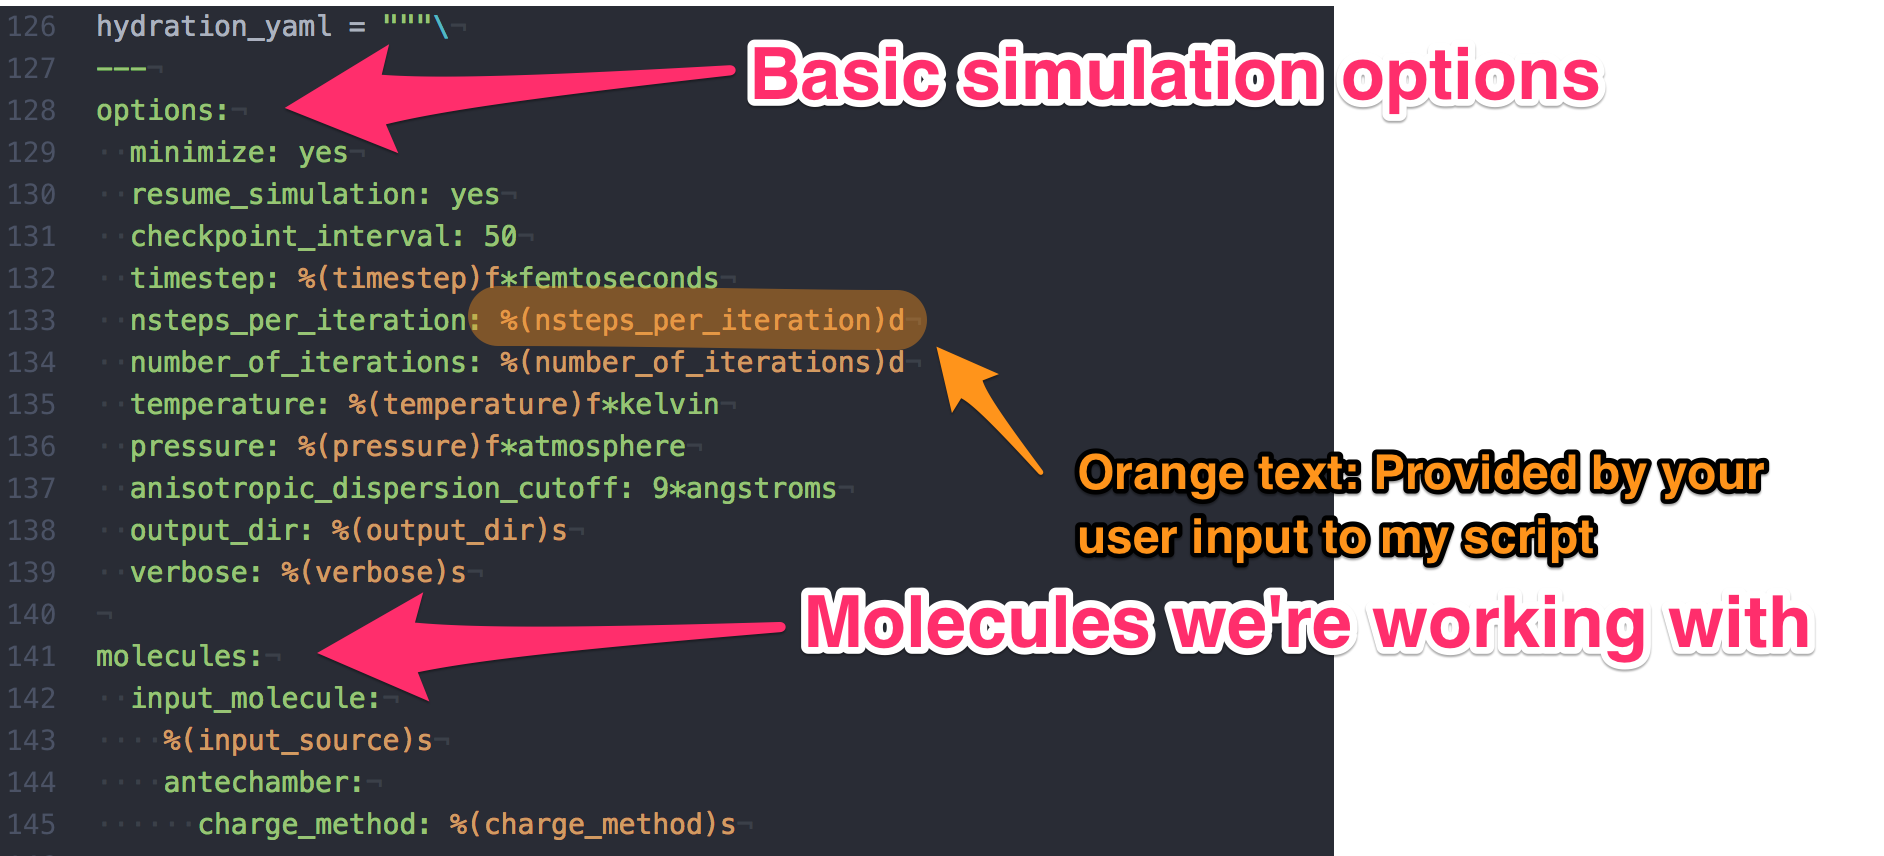 126 hydration_yaml = """\
Basic simulation options
127 ---
128 options:
129 minimize: yes
130 resume_simulation: yes
131 checkpoint_interval: 50
132 timestep: %(timestep)f*femtoseconds
133 nsteps_per_iteration: %(nsteps_per_iteration)d
134 number_of_iterations: %(number_of_iterations)d
135 temperature: %(temperature)f*kelvin
136 pressure: %(pressure)f*atmosphere
Orange text: Provided by your
137 anisotropic_dispersion_cutoff: 9*angstroms
138 output_dir: %(output_dir)s
user input to my script
139 verbose: %(verbose)s
140
Molecules we're working with
141 molecules:
142 input_molecule:
143 %(input_source)s
144 antechamber:
145 charge_method: %(charge_method)s